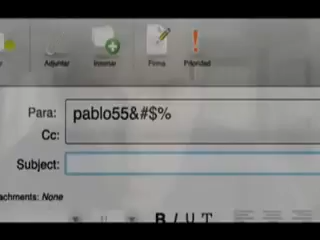 Adjuntar Insertar Firma Prioridad
Para: pablo55&#$%
Cc:
Subject:
achments: None
B I U T